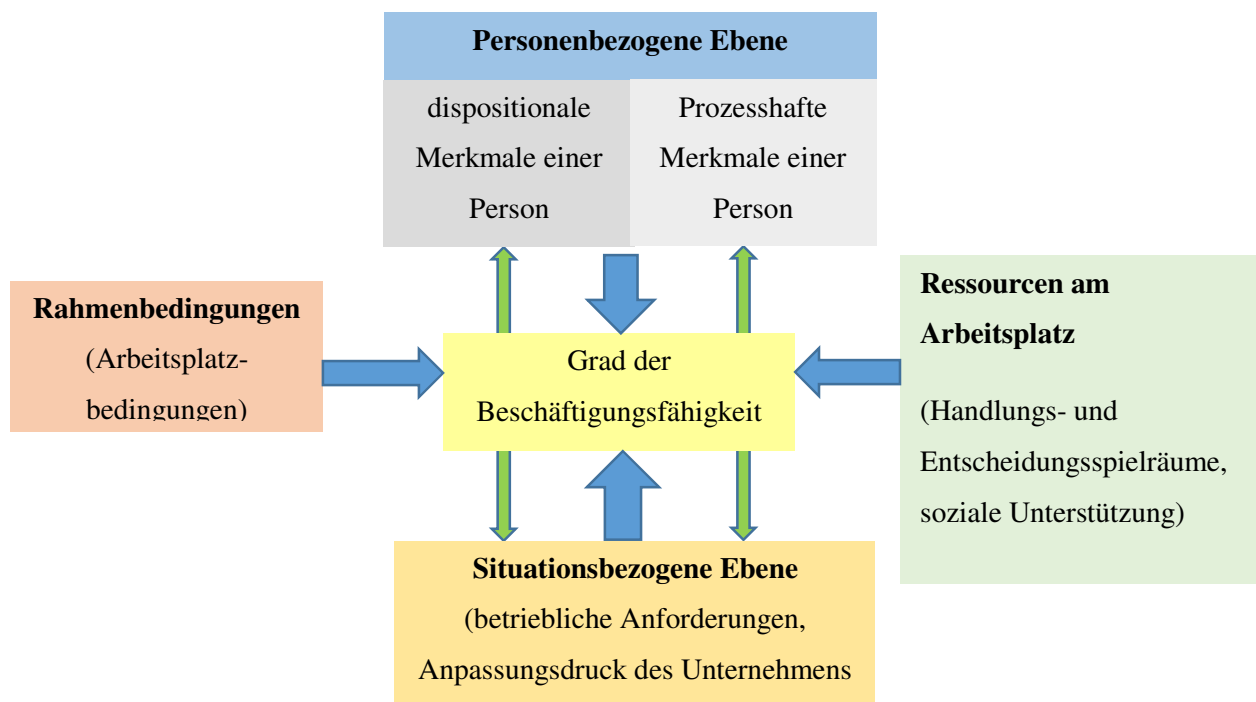 Personenbezogene Ebene
dispositionale
Merkmale einer
Person
Prozesshafte
Merkmale einer
Person
Rahmenbedingungen
(Arbeitsplatz-
bedingungen)
Grad der
Beschäftigungsfähigkeit
Ressourcen am
Arbeitsplatz
(Handlungs- und
Entscheidungsspielräume,
soziale Unterstützung)
Situationsbezogene Ebene
(betriebliche Anforderungen,
Anpassungsdruck des Unternehmens